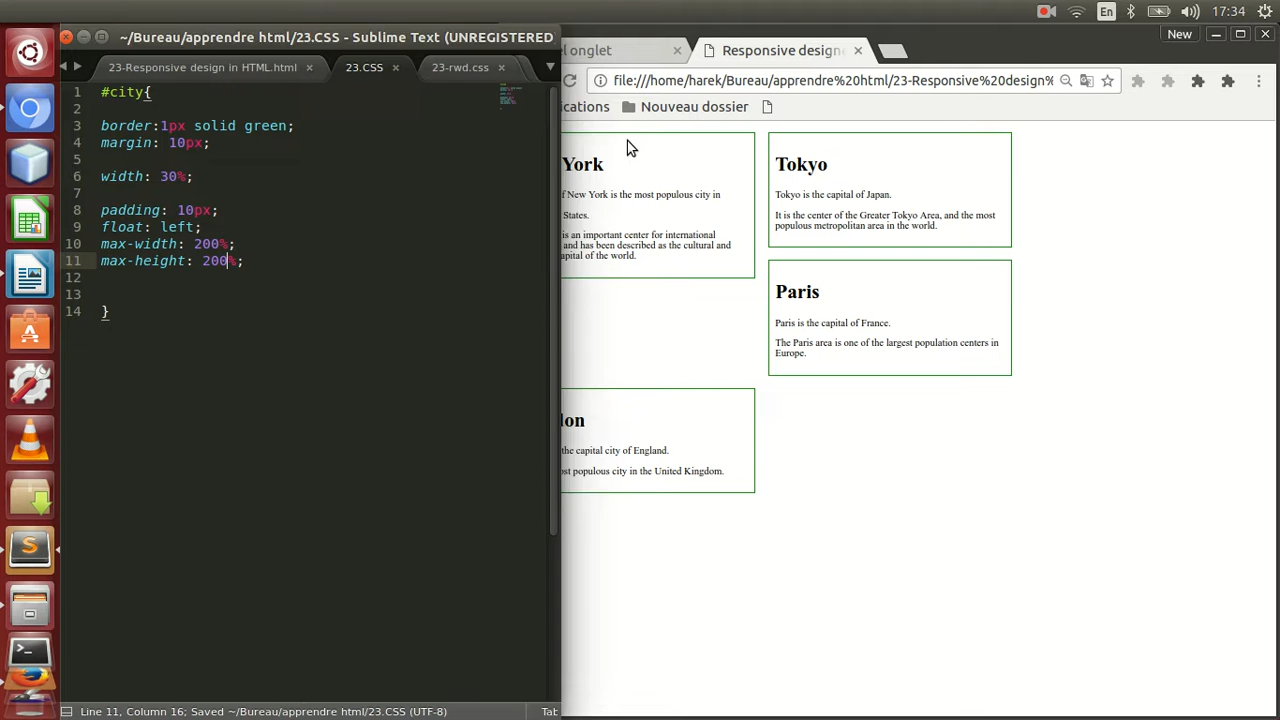 En
17:34
~/Bureau/apprendre html/23.CSS - Sublime Text (UNREGISTERED
New
23-Responsive design in HTML.html
23.CSS
23-rwd.css
el onglet
Responsive design
file:///home/harek/Bureau/apprendre%20html/23-Responsive%20design%
ications
Nouveau dossier
1 #city{
2
3 border:1px solid green;
4 margin: 10px;
5
6 width: 30%;
7
8 padding: 10px;
9 float: left;
10 max-width: 200%;
11 max-height: 200%;
12
13
14 }
York
f New York is the most populous city in
States.
is an important center for international
and has been described as the cultural and
apital of the world.
Tokyo
Tokyo is the capital of Japan.
It is the center of the Greater Tokyo Area, and the most
populous metropolitan area in the world.
Paris
Paris is the capital of France.
The Paris area is one of the largest population centers in
Europe.
don
the capital city of England.
ost populous city in the United Kingdom.
Line 11, Column 16; Saved ~/Bureau/apprendre html/23.CSS (UTF-8)
Tab